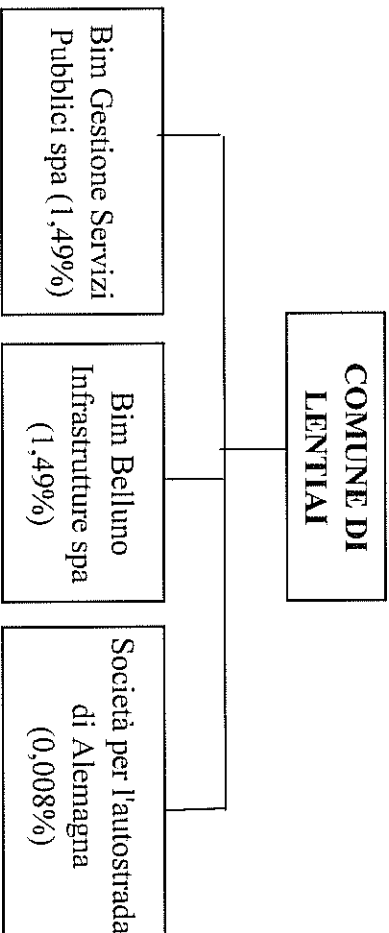 COMUNE DI
LENTIAI
Bim Gestione Servizi
Pubblici spa (1,49%)
Bim Belluno
Infrastrutture spa
(1,49%)
Società per l'autostrada
di Alemagna
(0,008%)